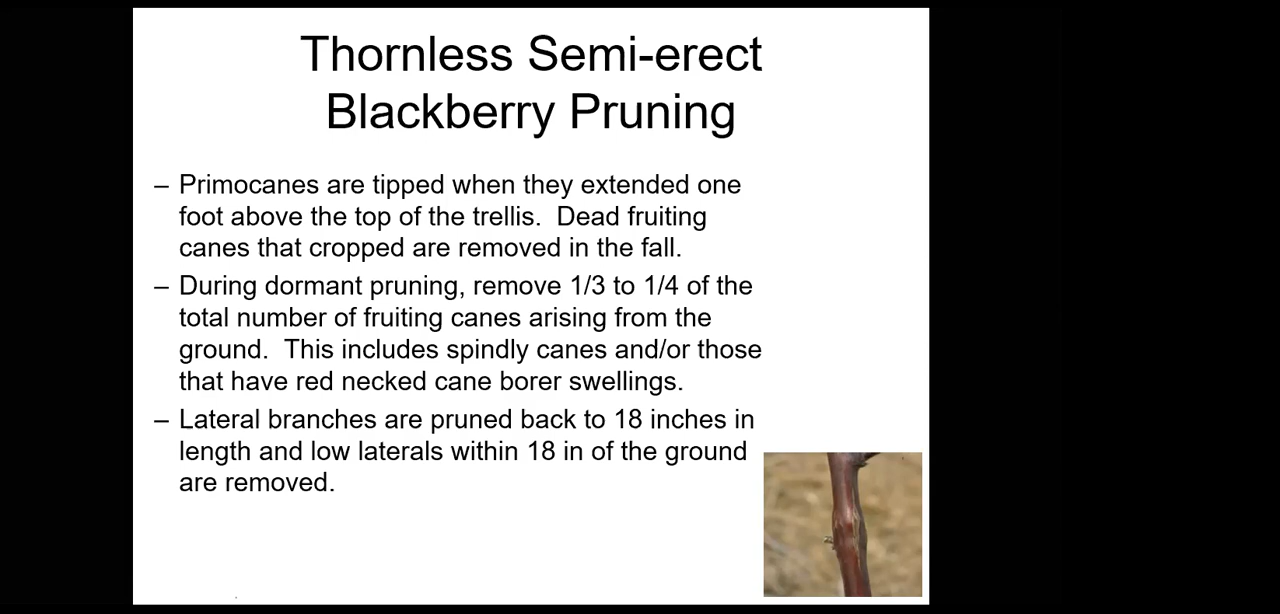 Thornless Semi-erect
Blackberry Pruning
– Primocanes are tipped when they extended one
foot above the top of the trellis.  Dead fruiting
canes that cropped are removed in the fall.
– During dormant pruning, remove 1/3 to 1/4 of the
total number of fruiting canes arising from the
ground.  This includes spindly canes and/or those
that have red necked cane borer swellings.
– Lateral branches are pruned back to 18 inches in
length and low laterals within 18 in of the ground
are removed.